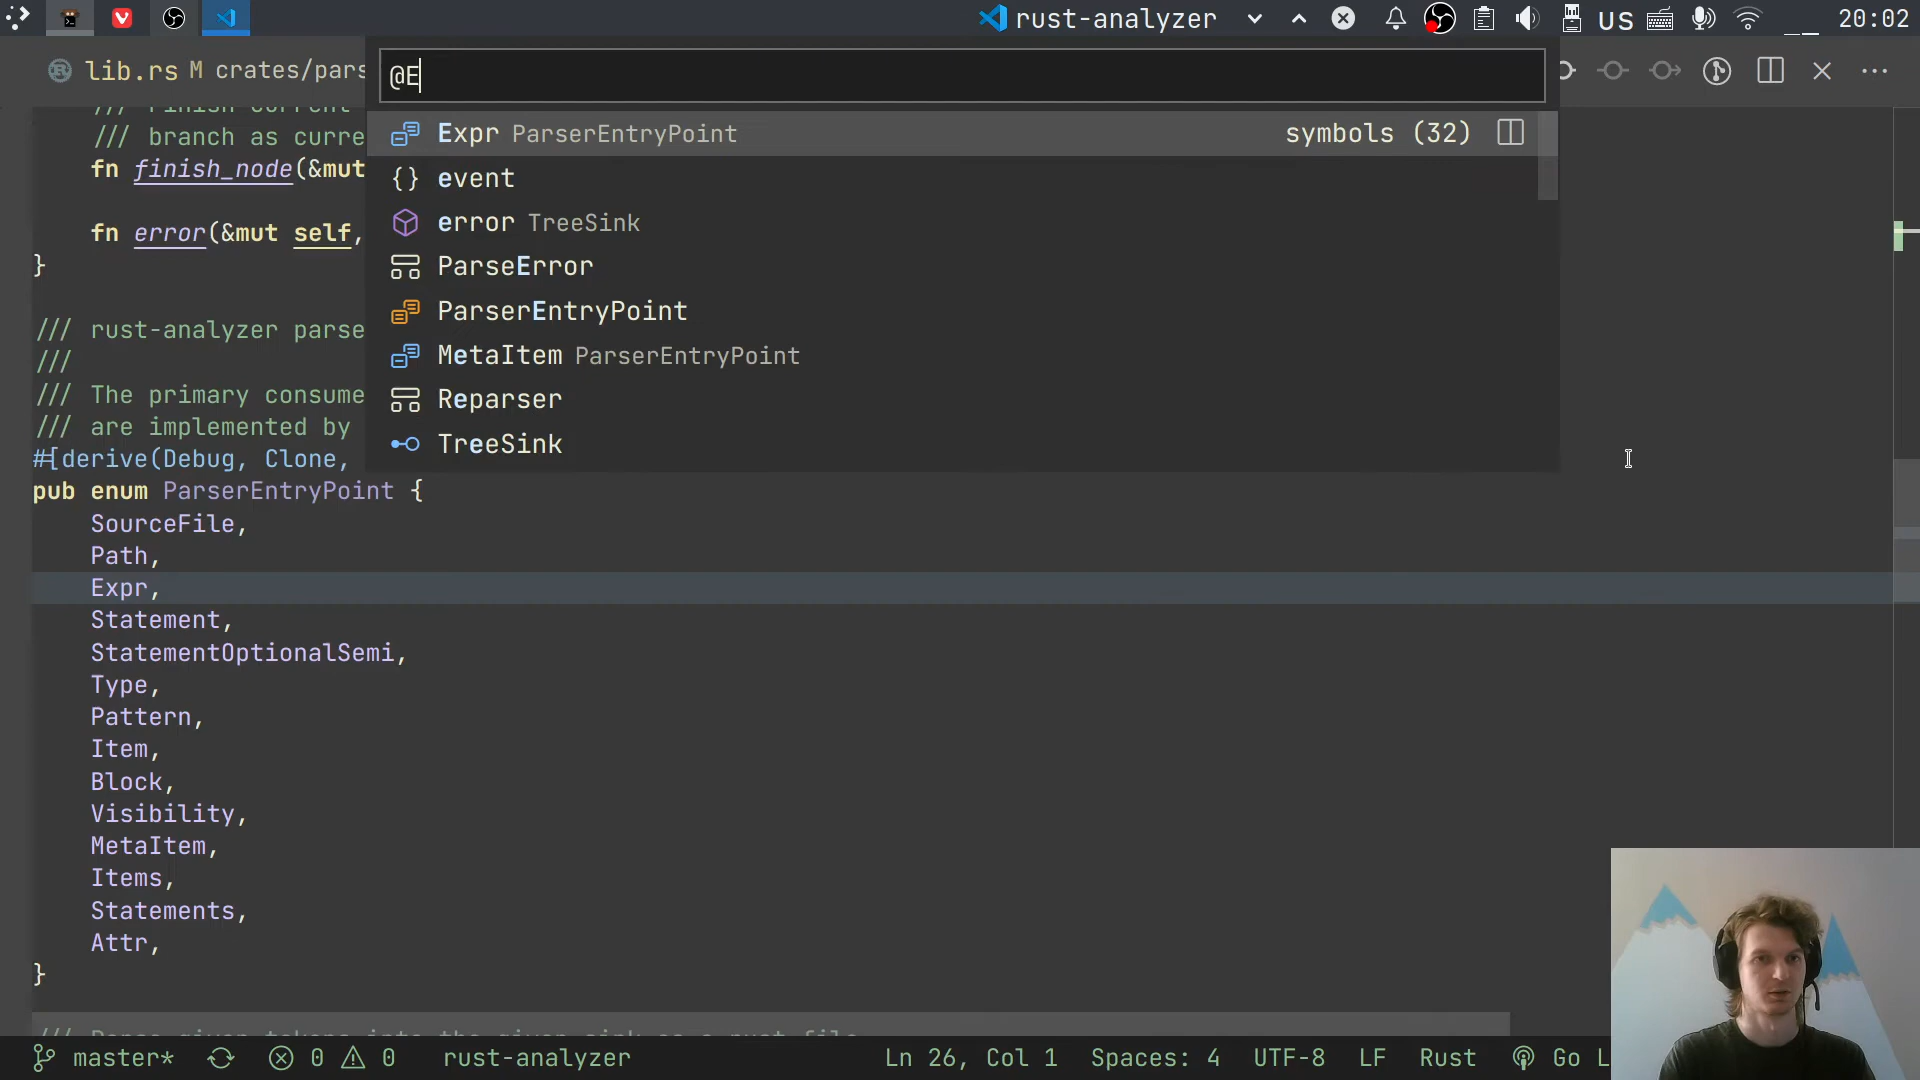 rust-analyzer US 20:02
lib.rs M crates/pars
@E
Expr ParserEntryPoint symbols (32)
{} event
error TreeSink
ParseError
ParserEntryPoint
MetaItem ParserEntryPoint
Reparser
TreeSink
/// branch as curre
fn finish_node(&mut
fn error(&mut self,
}
/// rust-analyzer parse
///
/// The primary consume
/// are implemented by
#[derive(Debug, Clone,
pub enum ParserEntryPoint {
SourceFile,
Path,
Expr,
Statement,
StatementOptionalSemi,
Type,
Pattern,
Item,
Block,
Visibility,
MetaItem,
Items,
Statements,
Attr,
}
master* 0 0 rust-analyzer Ln 26, Col 1 Spaces: 4 UTF-8 LF Rust Go L